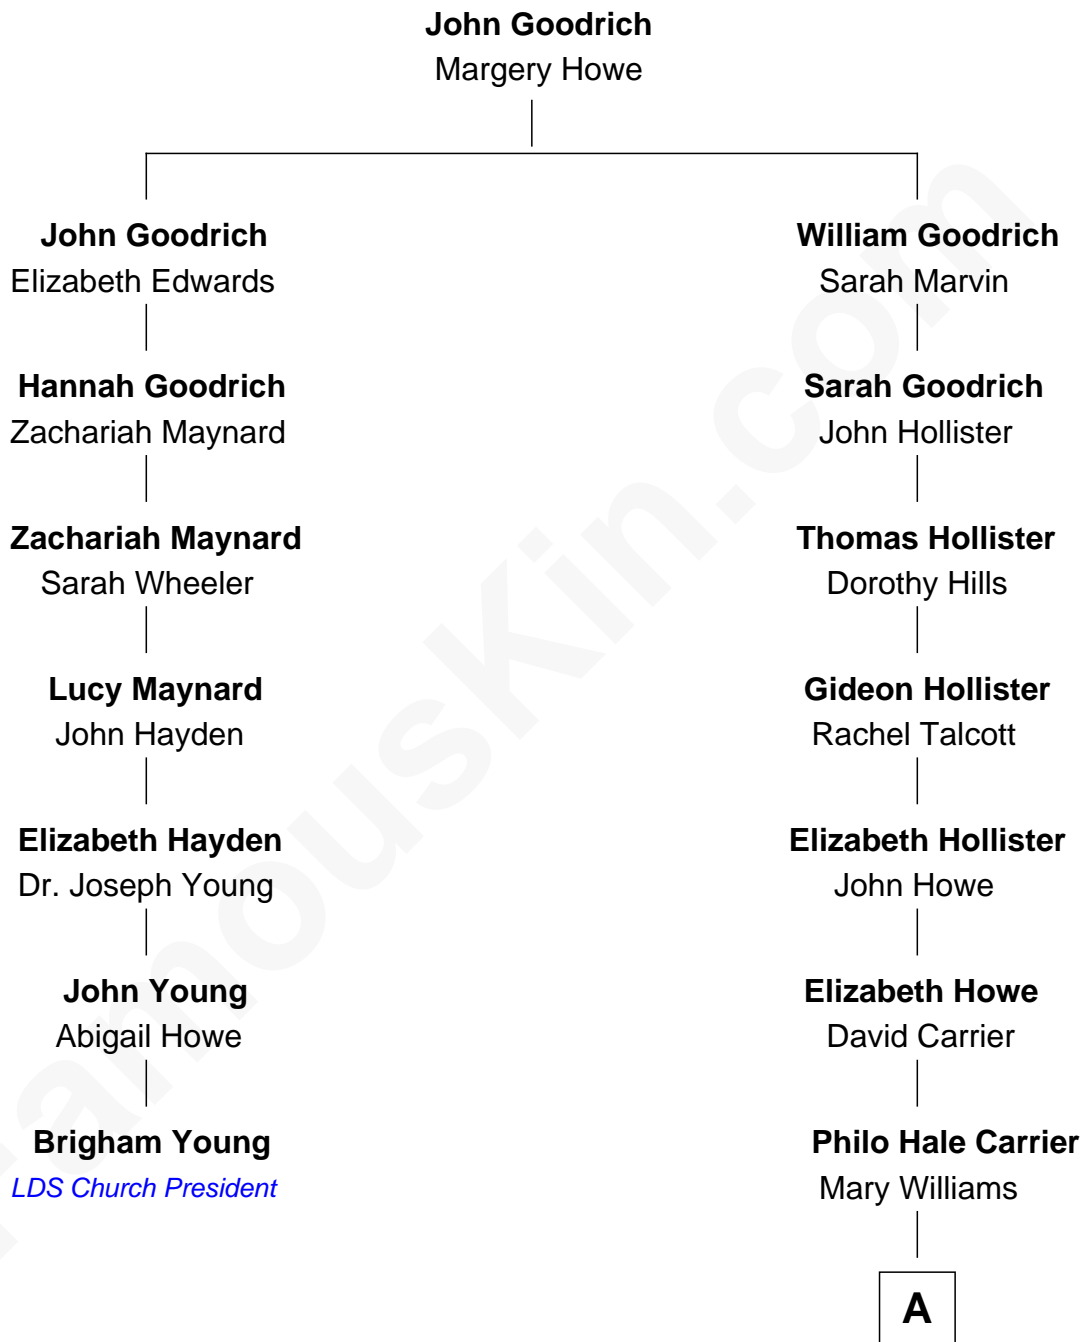 John Goodrich
Margery Howe
John Goodrich
Elizabeth Edwards
William Goodrich
Sarah Marvin
Hannah Goodrich
Zachariah Maynard
Sarah Goodrich
John Hollister
Zachariah Maynard
Sarah Wheeler
Thomas Hollister
Dorothy Hills
Lucy Maynard
John Hayden
Gideon Hollister
Rachel Talcott
Elizabeth Hayden
Dr. Joseph Young
Elizabeth Hollister
John Howe
John Young
Abigail Howe
Elizabeth Howe
David Carrier
Brigham Young
LDS Church President
Philo Hale Carrier
Mary Williams
A
FamousKin.com